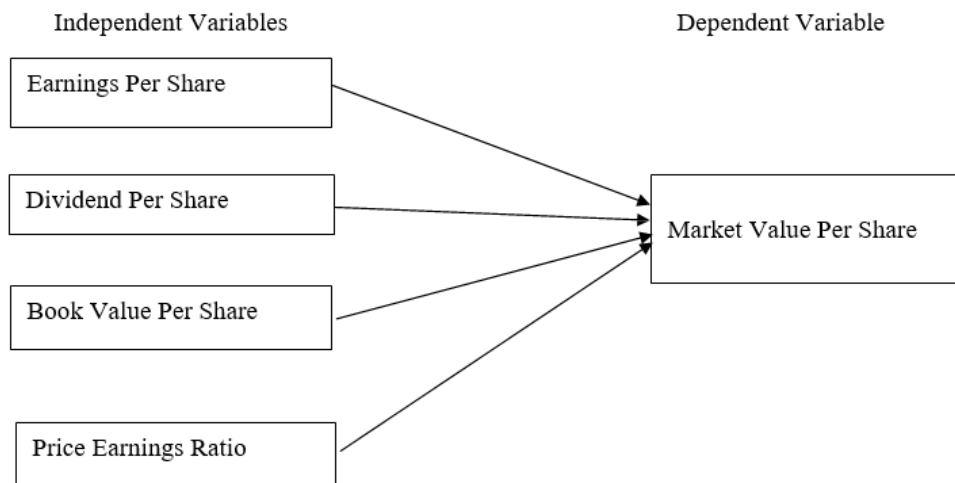 Independent Variables
Dependent Variable
Earnings Per Share
Dividend Per Share
Market Value Per Share
Book Value Per Share
Price Earnings Ratio